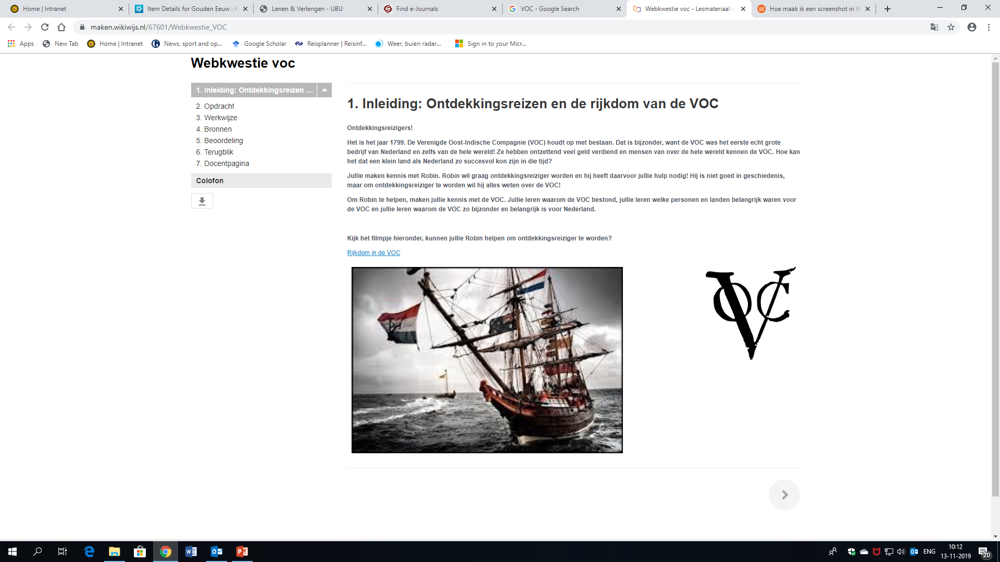 Home | Intranet
Item Details for Gouden Eeuw : h
Lenen & Verlengen - UBU
Find e-Journals
VOC - Google Search
Webkwestie voc - Lesmateriaal -
Hoe maak ik een screenshot in W
maken.wikiwijs.nl/67601/Webkwestie_VOC
Apps
New Tab
Home | Intranet
News, sport and op...
Google Scholar
Reisplanner | Reisinf...
Weer, buien radar...
Sign in to your Micr...
Webkwestie voc
1. Inleiding: Ontdekkingsreizen ...
2. Opdracht
3. Werkwijze
4. Bronnen
5. Beoordeling
6. Terugblik
7. Docentpagina
Colofon
1. Inleiding: Ontdekkingsreizen en de rijkdom van de VOC
Ontdekkingsreizigers!
Het is het jaar 1799. De Verenigde Oost-Indische Compagnie (VOC) houdt op met bestaan. Dat is bijzonder, want de VOC was het eerste echt grote
bedrijf van Nederland en zelfs van de hele wereld! Ze hebben ontzettend veel geld verdiend en mensen van over de hele wereld kennen de VOC. Hoe kan
het dat een klein land als Nederland zo succesvol kon zijn in die tijd?
Jullie maken kennis met Robin. Robin wil graag ontdekkingsreiziger worden en hij heeft daarvoor jullie hulp nodig! Hij is niet goed in geschiedenis,
maar om ontdekkingsreiziger te worden wil hij alles weten over de VOC!
Om Robin te helpen, maken jullie kennis met de VOC. Jullie leren waarom de VOC bestond, jullie leren welke personen en landen belangrijk waren voor
de VOC en jullie leren waarom de VOC zo bijzonder en belangrijk is voor Nederland.
Kijk het filmpje hieronder, kunnen jullie Robin helpen om ontdekkingsreiziger te worden?
Rijkdom in de VOC
VOC
ENG
10:12
13-11-2019
20